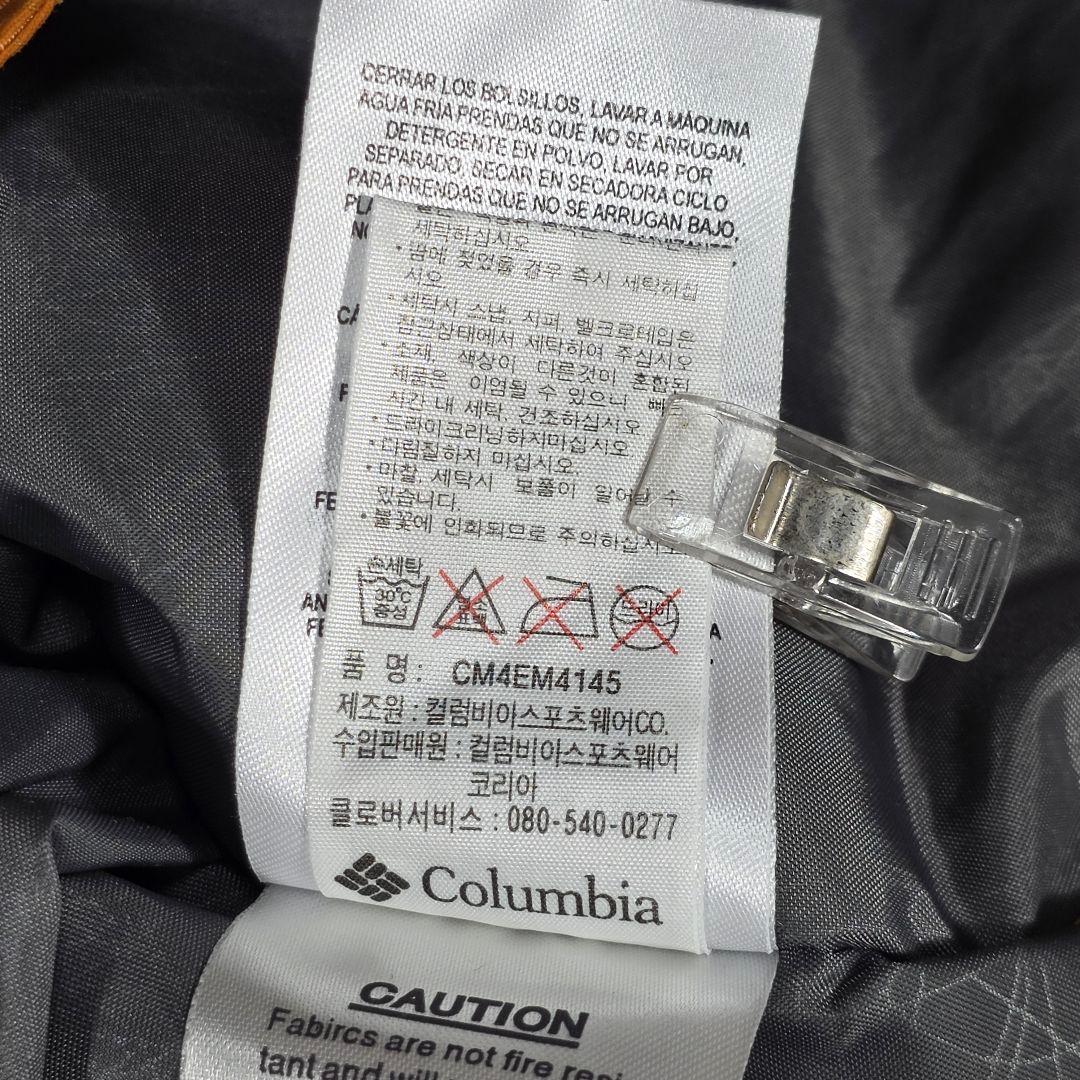 CERRAR LOS BOLSILLOS, LAVAR A MÁQUINA
AGUA FRIA PRENDAS QUE NO SE ARRUGAN,
DETERGENTE EN POLVO, LAVAR POR
SEPARADO, SECAR EN SECADORA CICLO
PARA PRENDAS QUE NO SE ARRUGAN BAJO,
세탁하십시오
* 땀에 젖었을 경우 즉시 세탁하십
시오
* 세탁시 스냅, 지퍼, 벨크로테입은
잠근상태에서 세탁하여 주십시오
* 소재, 색상이 다른것이 혼합된
제품은 이염될 수 있으니 빠른
시간 내 세탁, 건조하십시오
* 드라이크리닝하지마십시오
* 다림질하지 마십시오.
* 마찰, 세탁시 보풀이 일어날 수
있습니다.
* 불꽃에 인화되므로 주의하십시오
손세탁
30°C
중성
드라이
품 명 : CM4EM4145
제조원 : 컬럼비아스포츠웨어CO.
수입판매원 : 컬럼비아스포츠웨어
코리아
클로버서비스 : 080-540-0277
Columbia
CAUTION
Fabircs are not fire resis
tant and will